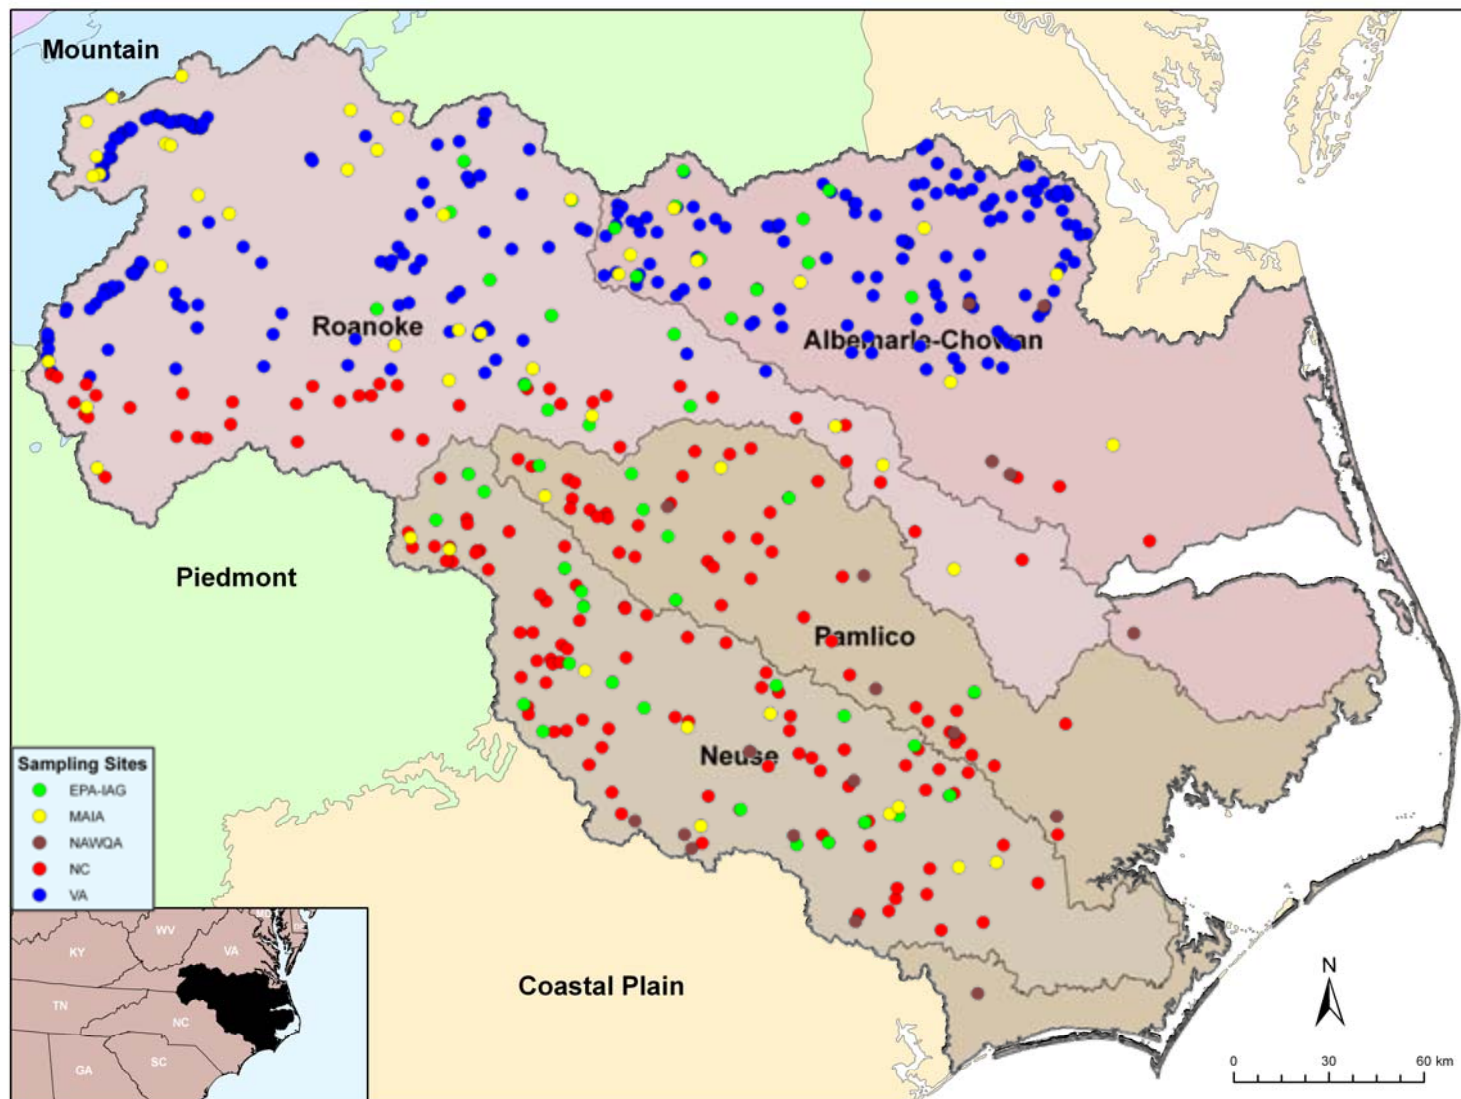 Mountain
Roanoke
Albemarle-Chowan
Piedmont
Pamlico
Neuse
Sampling Sites
EPA-IAG
MAIA
NAWQA
NC
VA
Coastal Plain
MD
WV
KY
VA
TN
NC
SC
GA
N
0 30 60 km